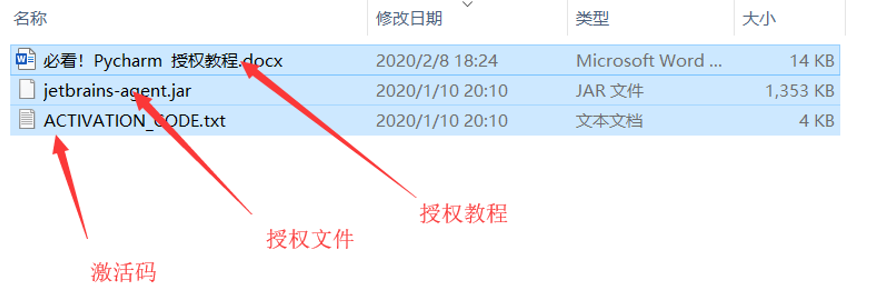 名称 修改日期 类型 大小
必看！Pycharm 授权教程.docx 2020/2/8 18:24 Microsoft Word ... 14 KB
jetbrains-agent.jar 2020/1/10 20:10 JAR 文件 1,353 KB
ACTIVATION_CODE.txt 2020/1/10 20:10 文本文档 4 KB
授权教程
授权文件
激活码